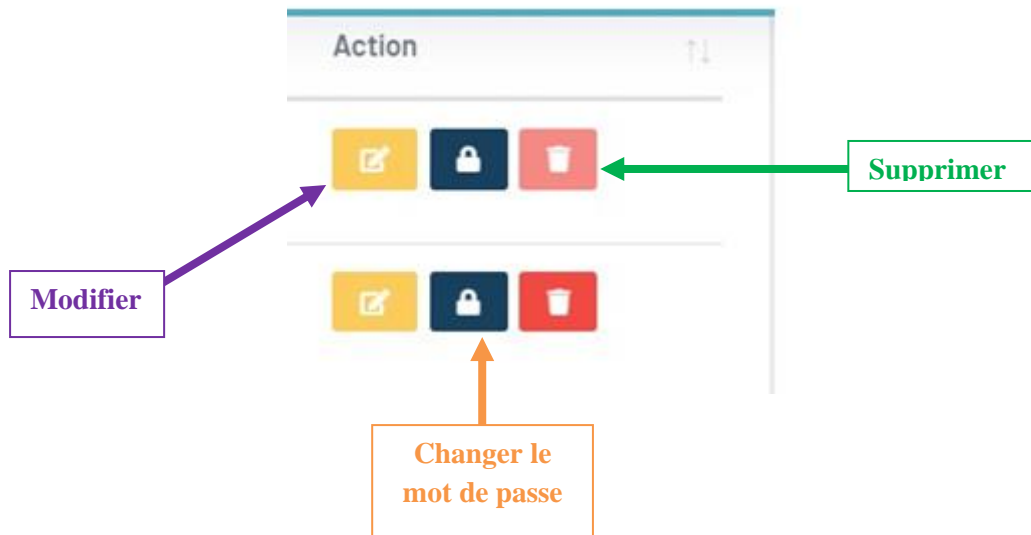 Action
Supprimer
Modifier
Changer le
mot de passe